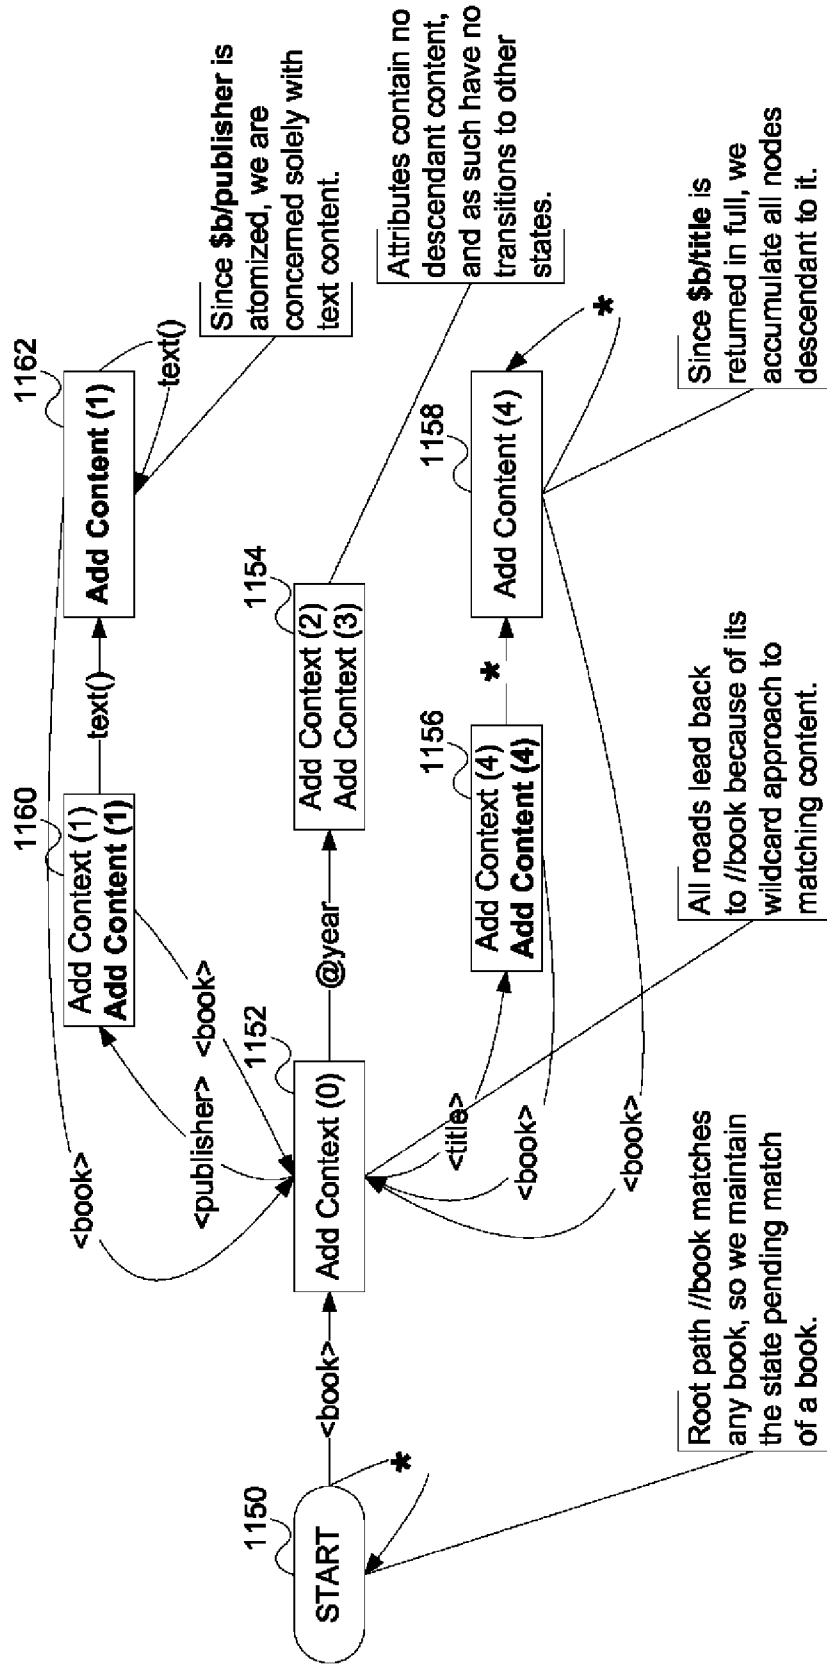 1150
START
*
<book>
1152
Add Context (0)
<book>
<publisher>
<book>
1160
Add Context (1)
Add Content (1)
text()
1162
Add Content (1)
text()
Since $b/publisher is
atomized, we are
concerned solely with
text content.
@year
1154
Add Context (2)
Add Context (3)
Attributes contain no
descendant content,
and as such have no
transitions to other
states.
<title>
<book>
<book>
1156
Add Context (4)
Add Content (4)
*
1158
Add Content (4)
*
Root path //book matches
any book, so we maintain
the state pending match
of a book.
All roads lead back
to //book because of its
wildcard approach to
matching content.
Since $b/title is
returned in full, we
accumulate all nodes
descendant to it.